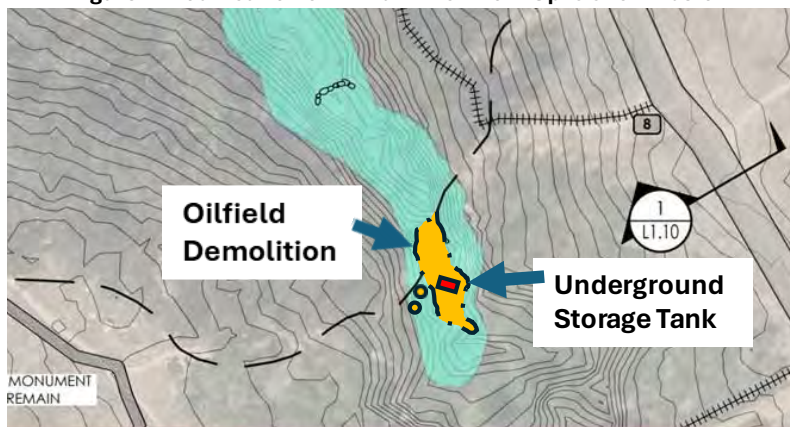 8
1
L1.10
Oilfield
Demolition
Underground
Storage Tank
MONUMENT
REMAIN